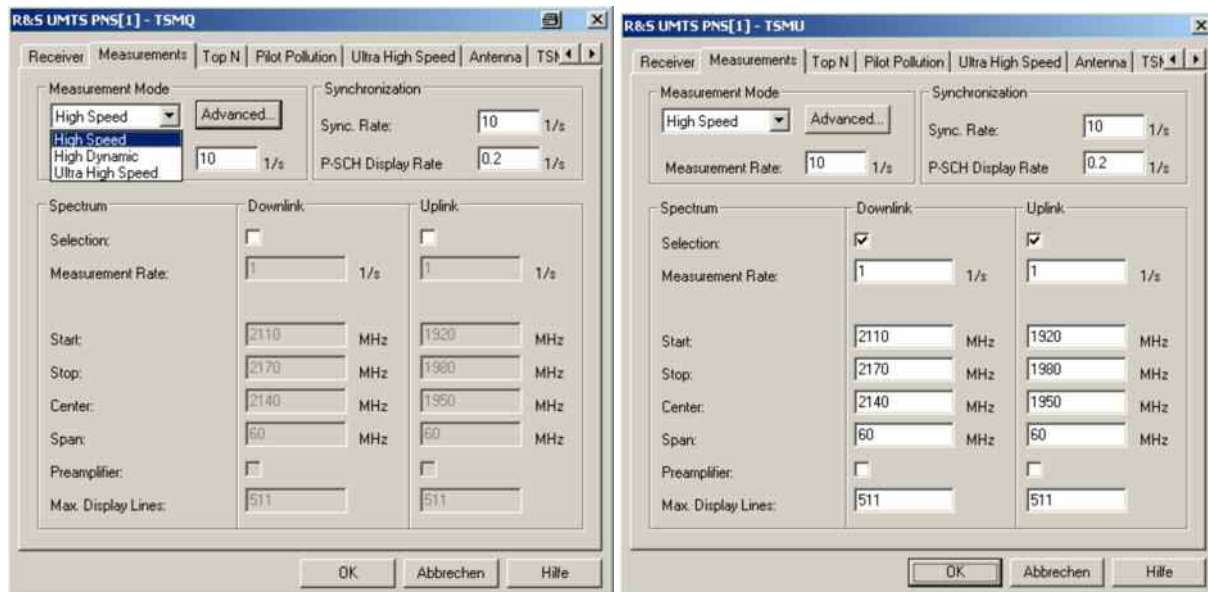 R&S UMTS PNS[1] - TSMQ
Receiver Measurements Top N Pilot Pollution Ultra High Speed Antenna
Measurement Mode
High Speed
Advanced...
High Speed
High Dynamic
Ultra High Speed
10 1/s
Synchronization
Sync. Rate: 10 1/s
P-SCH Display Rate 0.2 1/s
Spectrum Downlink Uplink
Selection:
Measurement Rate: 1 1/s 1 1/s
Start: 2110 MHz 1920 MHz
Stop: 2170 MHz 1980 MHz
Center: 2140 MHz 1950 MHz
Span: 60 MHz 60 MHz
Preamplifier:
Max. Display Lines: 511 511
OK Abbrechen Hilfe
R&S UMTS PNS[1] - TSMU
Receiver Measurements Top N Pilot Pollution Ultra High Speed Antenna
Measurement Mode
High Speed
Advanced...
Measurement Rate: 10 1/s
Synchronization
Sync. Rate: 10 1/s
P-SCH Display Rate 0.2 1/s
Spectrum Downlink Uplink
Selection:
Measurement Rate: 1 1/s 1 1/s
Start: 2110 MHz 1920 MHz
Stop: 2170 MHz 1980 MHz
Center: 2140 MHz 1950 MHz
Span: 60 MHz 60 MHz
Preamplifier:
Max. Display Lines: 511 511
OK Abbrechen Hilfe